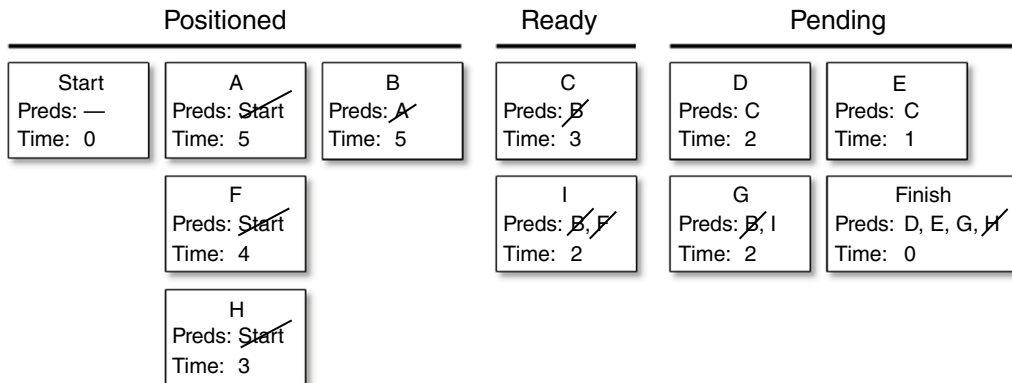 Positioned
Ready
Pending
Start
Preds: —
Time: 0
A
Preds: Start
Time: 5
B
Preds: A
Time: 5
C
Preds: B
Time: 3
D
Preds: C
Time: 2
E
Preds: C
Time: 1
F
Preds: Start
Time: 4
I
Preds: B, F
Time: 2
G
Preds: B, I
Time: 2
Finish
Preds: D, E, G, H
Time: 0
H
Preds: Start
Time: 3